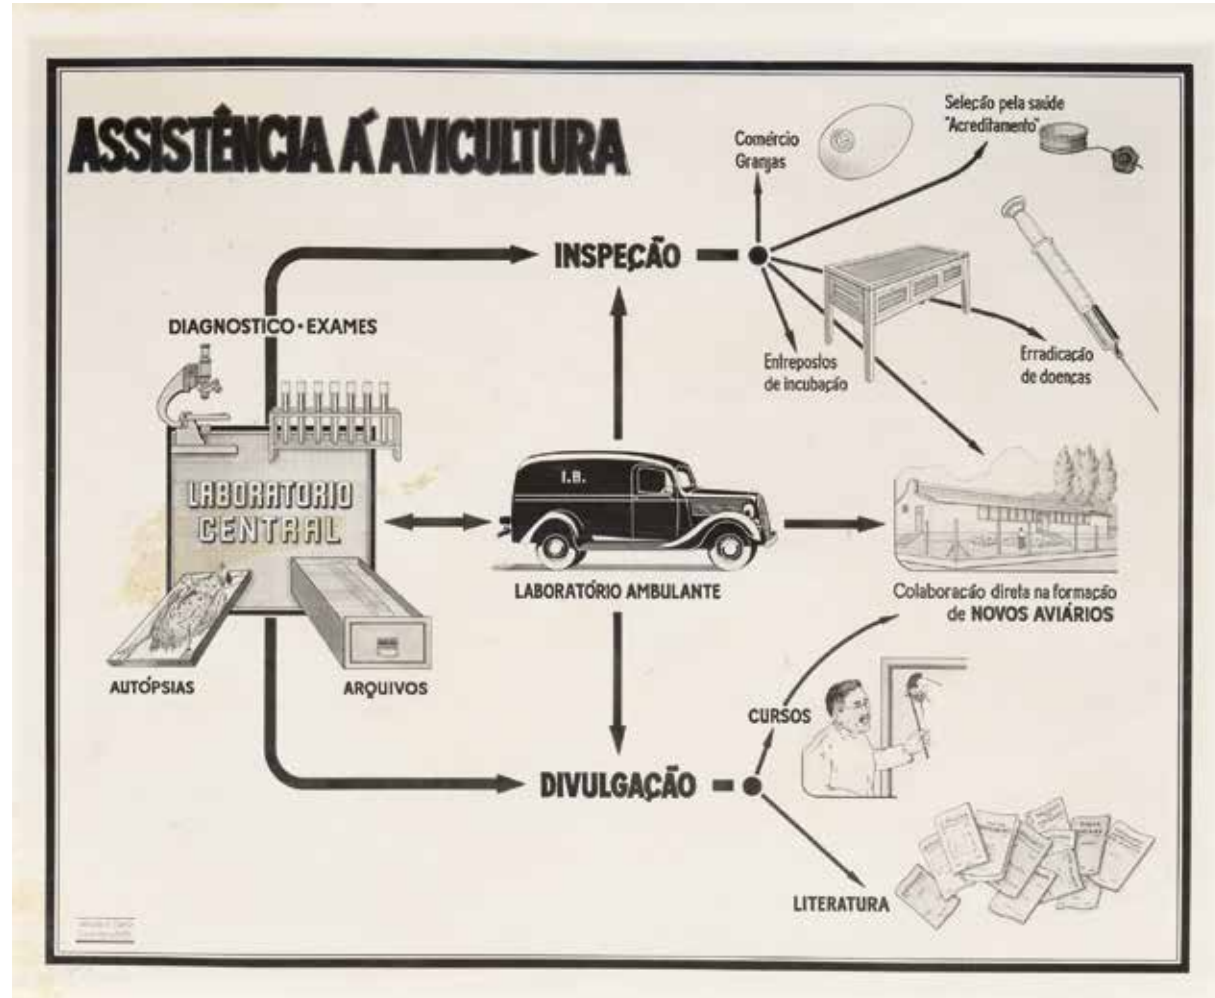 ASSISTÊNCIA Á AVICULTURA
Comércio
Granjas
Seleção pela saúde
"Acreditamento"
INSPEÇÃO
DIAGNOSTICO • EXAMES
Entrepostos
de incubação
Erradicação
de doenças
LABORATORIO
CENTRAL
I.B.
LABORATÓRIO AMBULANTE
Colaboração direta na formação
de NOVOS AVIÁRIOS
AUTÓPSIAS
ARQUIVOS
CURSOS
DIVULGAÇÃO
LITERATURA